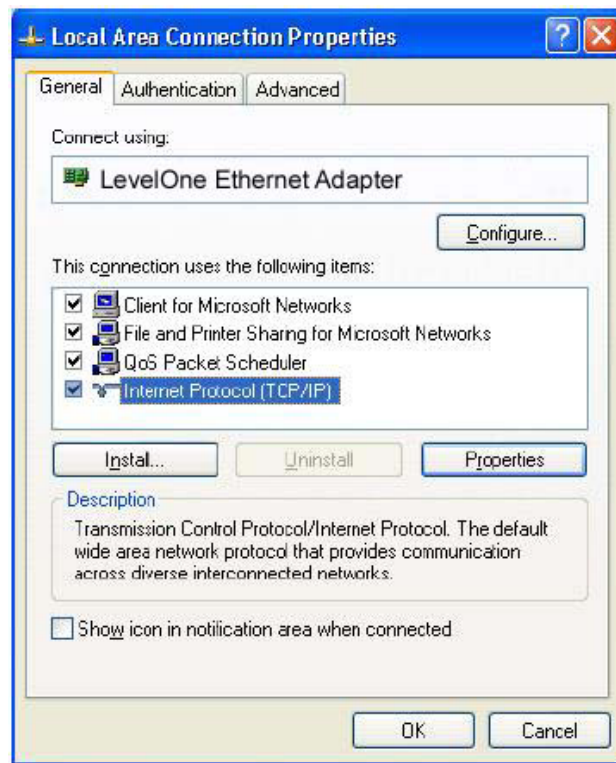 Local Area Connection Properties
General Authentication Advanced
Connect using:
LevelOne Ethernet Adapter
Configure...
This connection uses the following items:
Client for Microsoft Networks
File and Printer Sharing for Microsoft Networks
QoS Packet Scheduler
Internet Protocol (TCP/IP)
Instal... Uninstall Properties
Description
Transmission Control Protocol/Internet Protocol. The default
wide area network protocol that provides communication
across diverse interconnected networks.
Show icon in notilication area when connected
OK Cancel